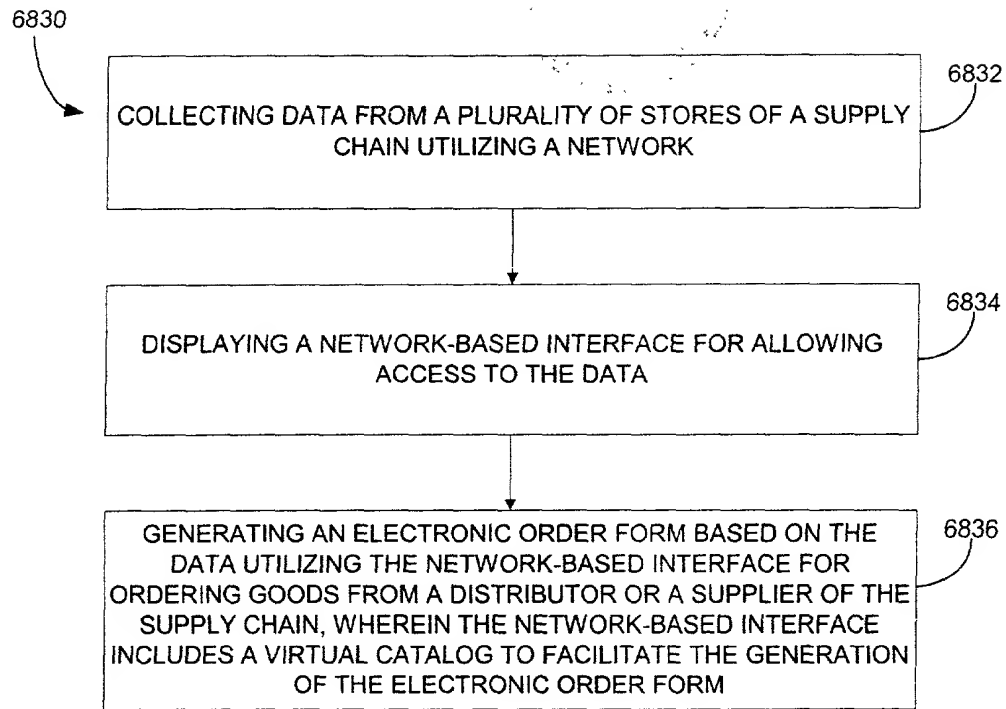 6830
6832
COLLECTING DATA FROM A PLURALITY OF STORES OF A SUPPLY
CHAIN UTILIZING A NETWORK
6834
DISPLAYING A NETWORK-BASED INTERFACE FOR ALLOWING
ACCESS TO THE DATA
6836
GENERATING AN ELECTRONIC ORDER FORM BASED ON THE
DATA UTILIZING THE NETWORK-BASED INTERFACE FOR
ORDERING GOODS FROM A DISTRIBUTOR OR A SUPPLIER OF THE
SUPPLY CHAIN, WHEREIN THE NETWORK-BASED INTERFACE
INCLUDES A VIRTUAL CATALOG TO FACILITATE THE GENERATION
OF THE ELECTRONIC ORDER FORM